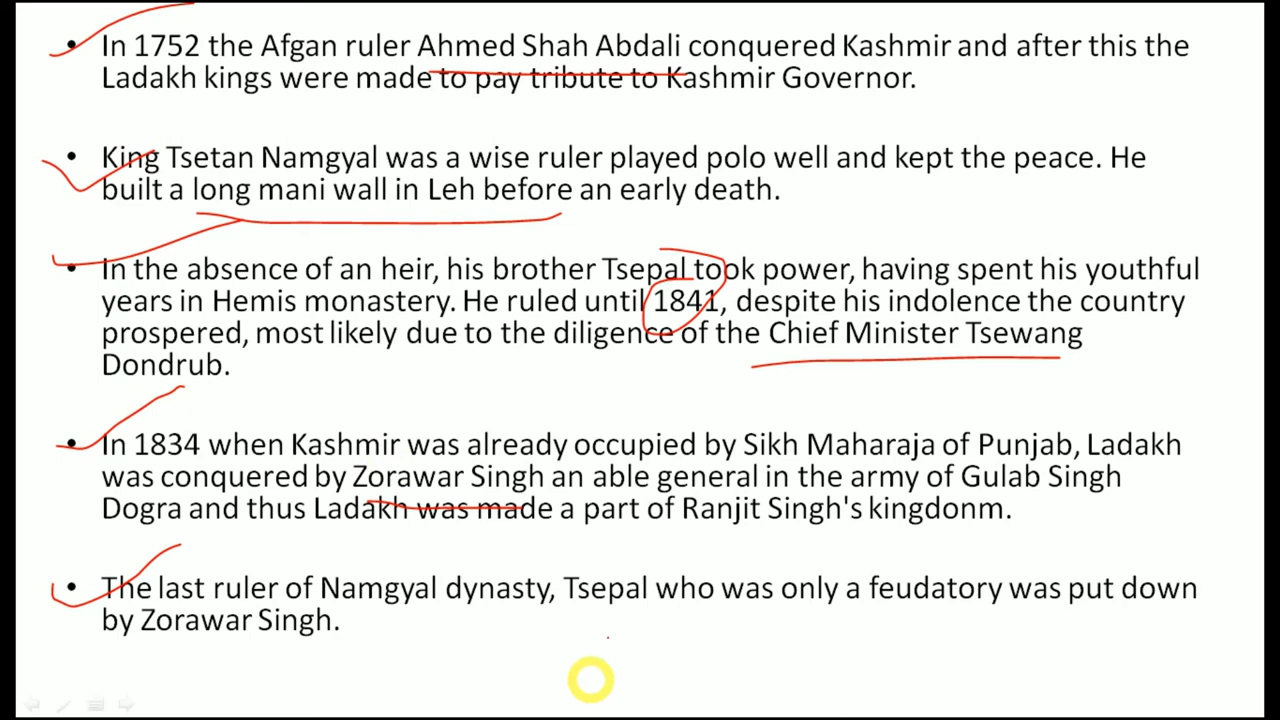 • In 1752 the Afgan ruler Ahmed Shah Abdali conquered Kashmir and after this the
Ladakh kings were made to pay tribute to Kashmir Governor.
• King Tsetan Namgyal was a wise ruler played polo well and kept the peace. He
built a long mani wall in Leh before an early death.
• In the absence of an heir, his brother Tsepal took power, having spent his youthful
years in Hemis monastery. He ruled until 1841, despite his indolence the country
prospered, most likely due to the diligence of the Chief Minister Tsewang
Dondrub.
• In 1834 when Kashmir was already occupied by Sikh Maharaja of Punjab, Ladakh
was conquered by Zorawar Singh an able general in the army of Gulab Singh
Dogra and thus Ladakh was made a part of Ranjit Singh's kingdonm.
• The last ruler of Namgyal dynasty, Tsepal who was only a feudatory was put down
by Zorawar Singh.